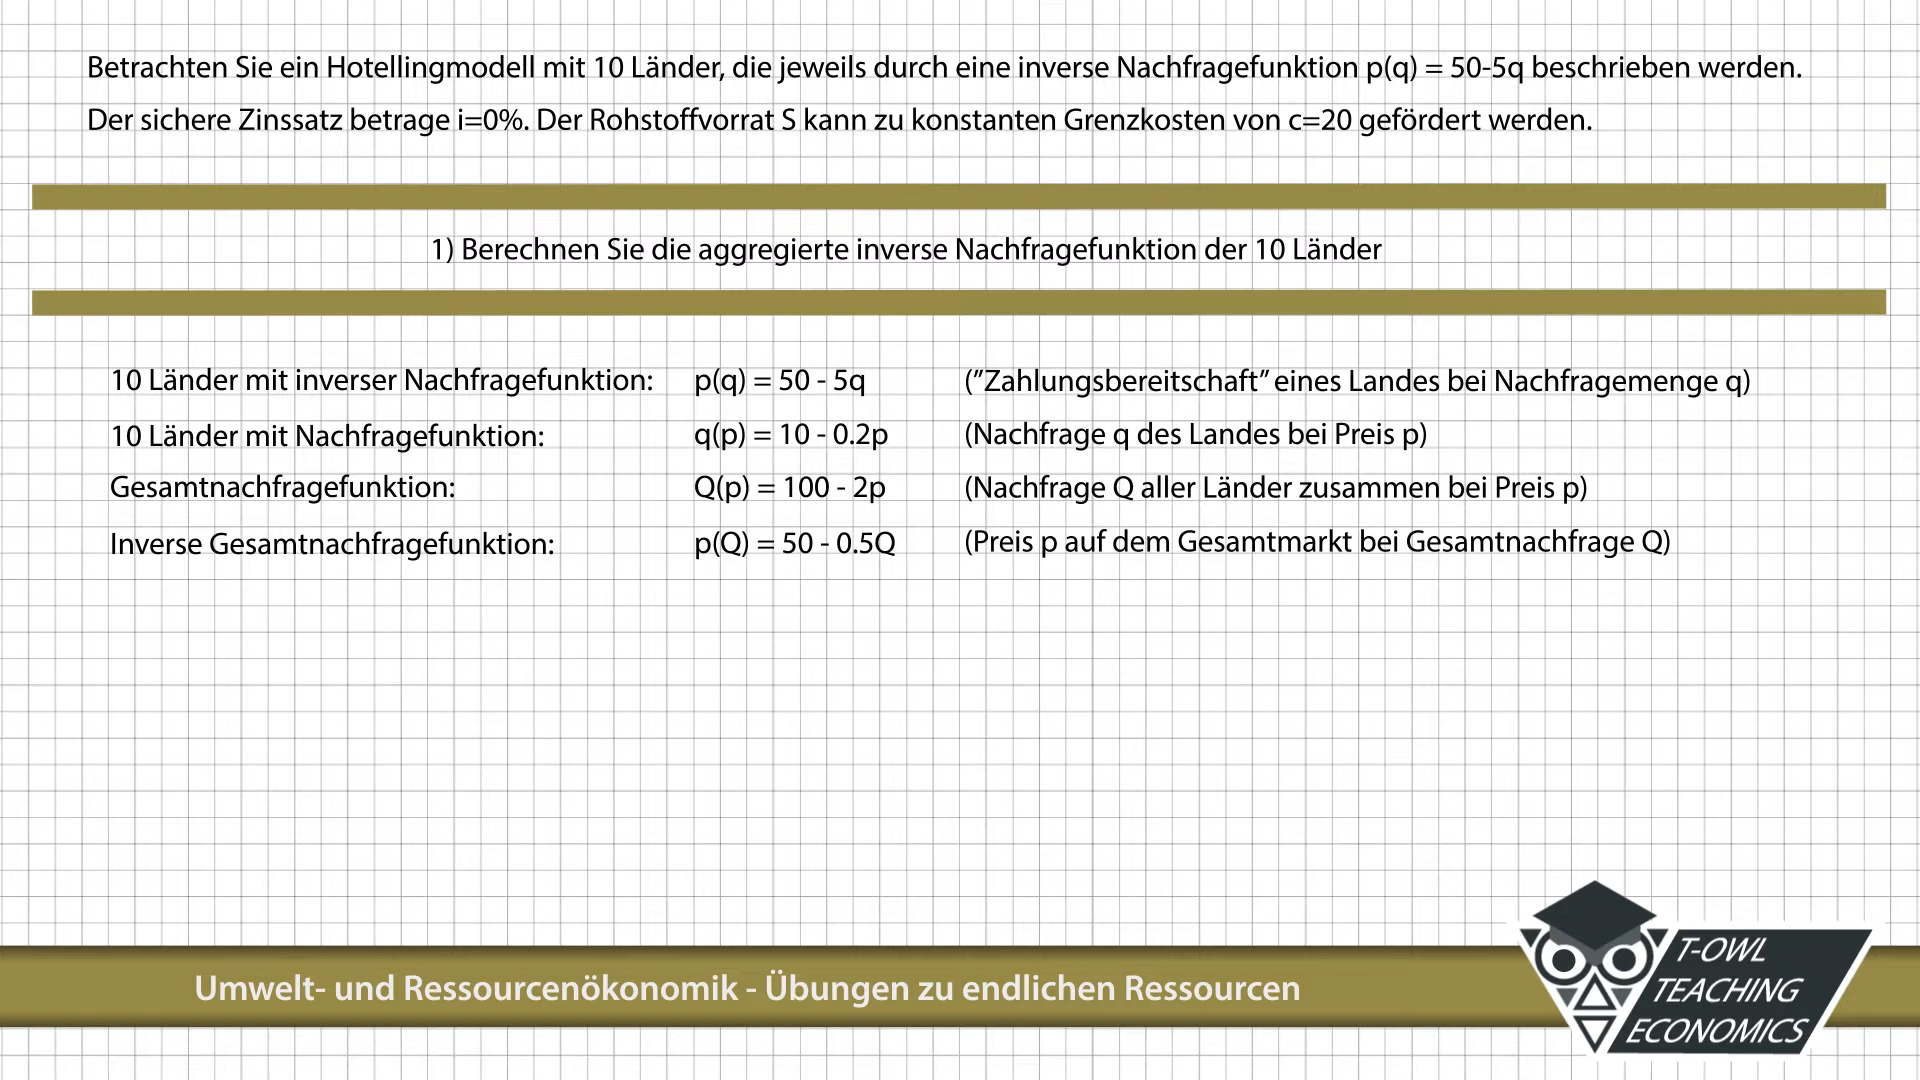 Betrachten Sie ein Hotellingmodell mit 10 Länder, die jeweils durch eine inverse Nachfragefunktion p(q) = 50-5q beschrieben werden.
Der sichere Zinssatz betrage i=0%. Der Rohstoffvorrat S kann zu konstanten Grenzkosten von c=20 gefördert werden.
1) Berechnen Sie die aggregierte inverse Nachfragefunktion der 10 Länder
10 Länder mit inverser Nachfragefunktion: p(q) = 50 - 5q ("Zahlungsbereitschaft" eines Landes bei Nachfragemenge q)
10 Länder mit Nachfragefunktion: q(p) = 10 - 0.2p (Nachfrage q des Landes bei Preis p)
Gesamtnachfragefunktion: Q(p) = 100 - 2p (Nachfrage Q aller Länder zusammen bei Preis p)
Inverse Gesamtnachfragefunktion: p(Q) = 50 - 0.5Q (Preis p auf dem Gesamtmarkt bei Gesamtnachfrage Q)
Umwelt- und Ressourcenökonomik - Übungen zu endlichen Ressourcen
T-OWL
TEACHING
ECONOMICS